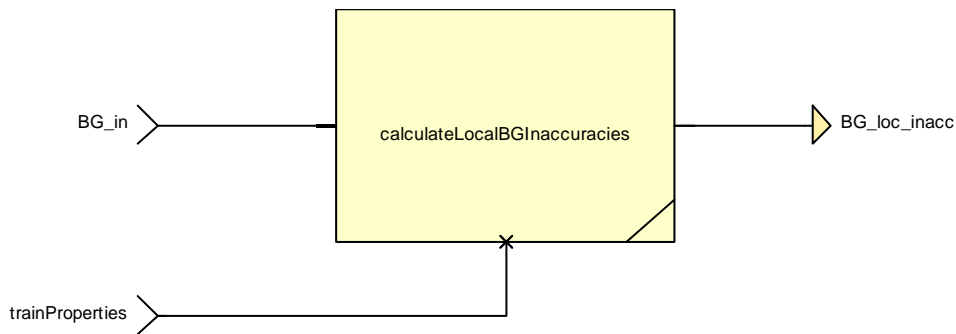 BG_in
calculateLocalBGInaccuracies
BG_loc_inacc
trainProperties